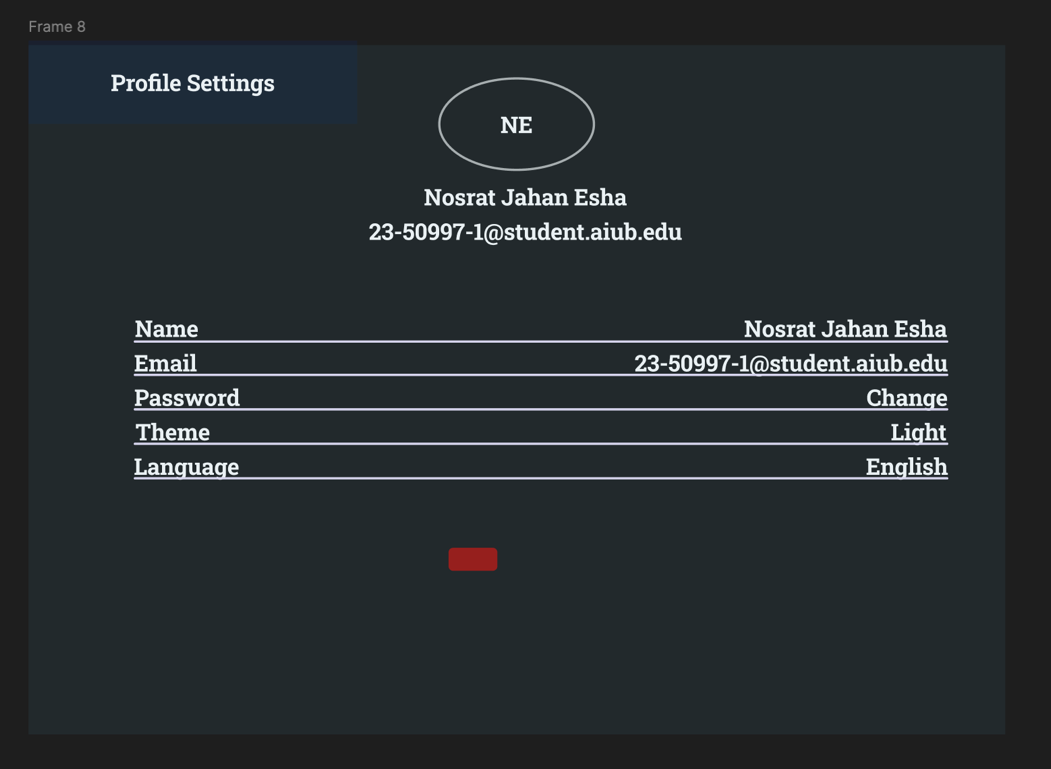 Frame 8
Profile Settings
NE
Nosrat Jahan Esha
23-50997-1@student.aiub.edu
Name Nosrat Jahan Esha
Email 23-50997-1@student.aiub.edu
Password Change
Theme Light
Language English